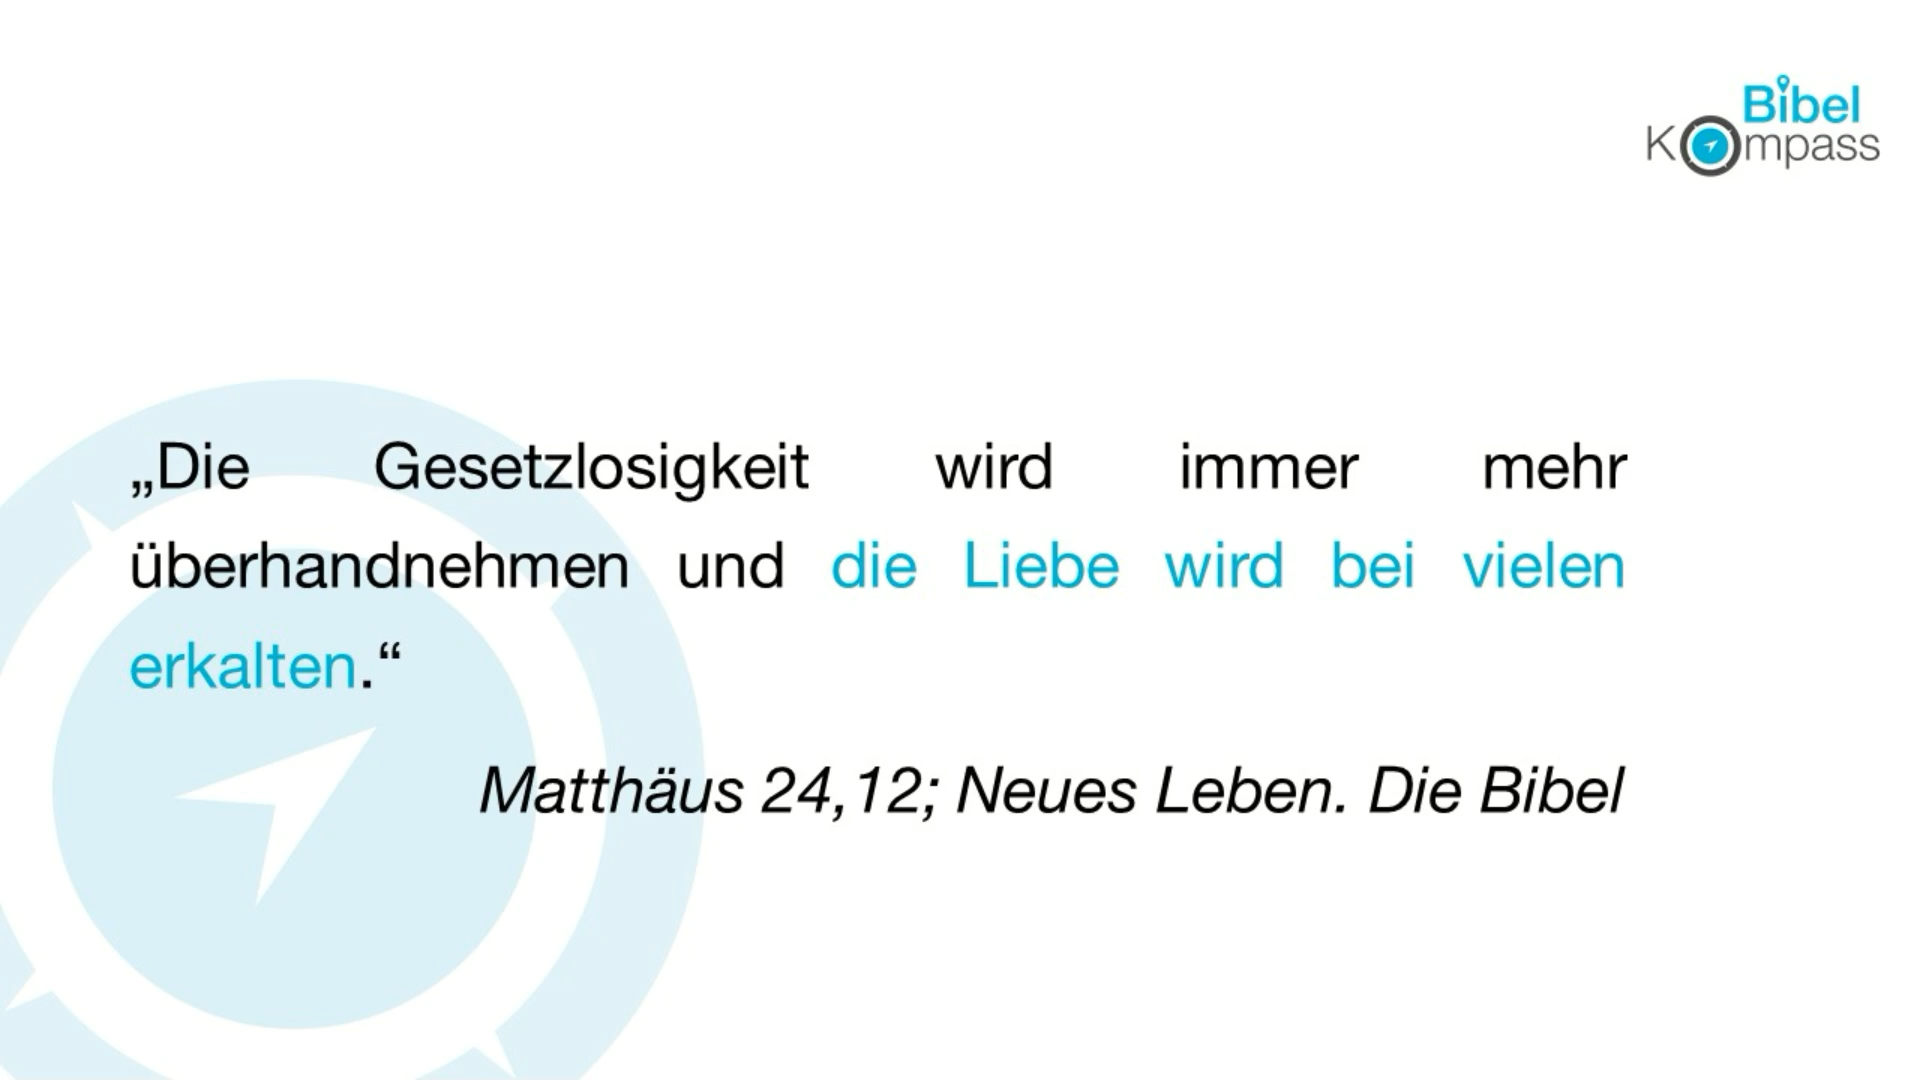 Bibel
Kompass
„Die Gesetzlosigkeit wird immer mehr
überhandnehmen und die Liebe wird bei vielen
erkalten.“
Matthäus 24,12; Neues Leben. Die Bibel